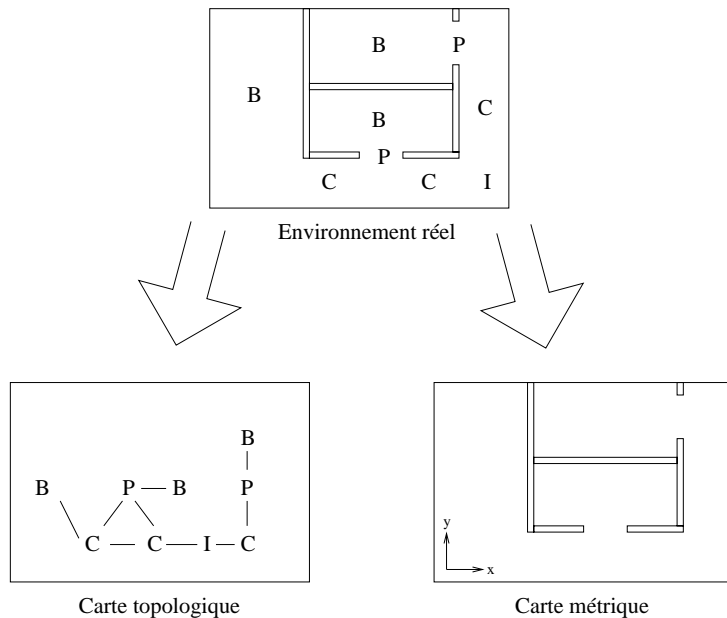 B P
B C
B
P
C C I
Environnement réel
B
B P B P
C C I C
Carte topologique
y
x
Carte métrique